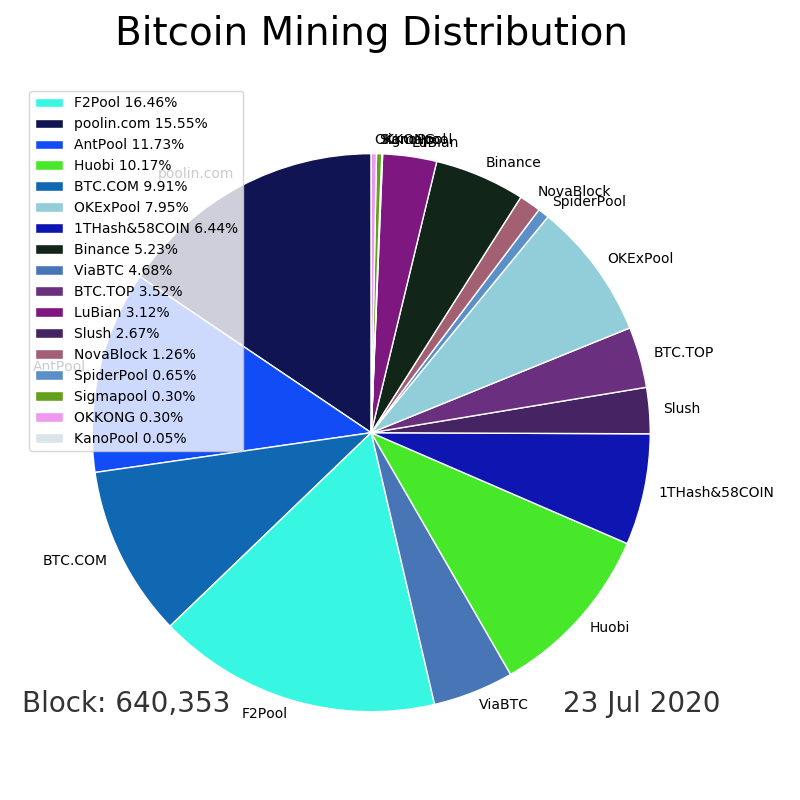 Bitcoin Mining Distribution
F2Pool 16.46%
poolin.com 15.55%
AntPool 11.73%
Huobi 10.17%
BTC.COM 9.91%
OKExPool 7.95%
1THash&58COIN 6.44%
Binance 5.23%
ViaBTC 4.68%
BTC.TOP 3.52%
LuBian 3.12%
Slush 2.67%
NovaBlock 1.26%
SpiderPool 0.65%
Sigmapool 0.30%
OKKONG 0.30%
KanoPool 0.05%
poolin.com
AntPool
BTC.COM
F2Pool
ViaBTC
Huobi
1THash&58COIN
Slush
BTC.TOP
OKExPool
SpiderPool
NovaBlock
Binance
LuBian
Block: 640,353
23 Jul 2020